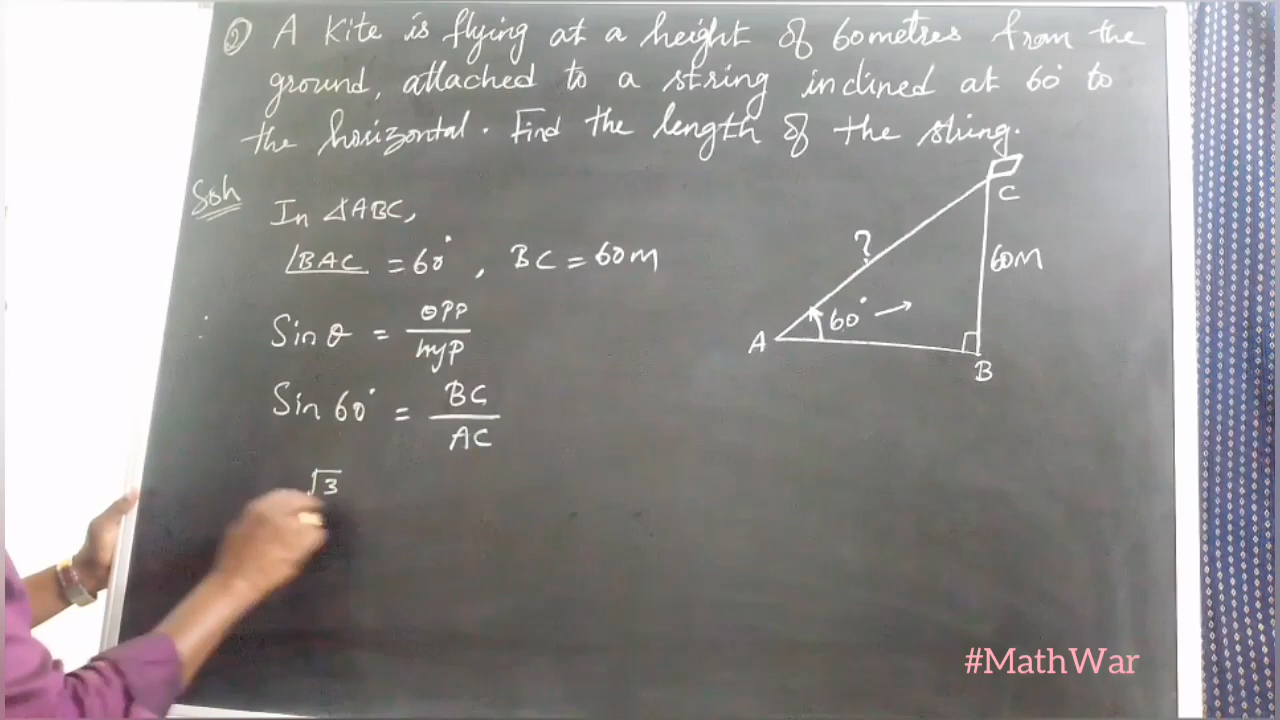 2) A Kite is flying at a height of 60metres from the
ground, attached to a string inclined at 60° to
the horizontal. Find the length of the string.
Soln
In ∆ABC,
∠BAC = 60°, BC = 60m
∴ Sin θ = opp / hyp
Sin 60° = BC / AC
√3
C
?
60m
60°
A
B
#MathWar